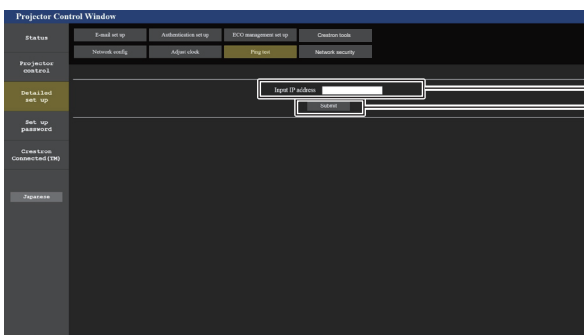 Projector Control Window
Status
E-mail set up
Authentication set up
ECO management set up
Crestron tools
Network config
Adjust clock
Ping test
Network security
Projector
control
Input IP address
Detailed
set up
Submit
Set up
password
Crestron
Connected(TM)
Japanese